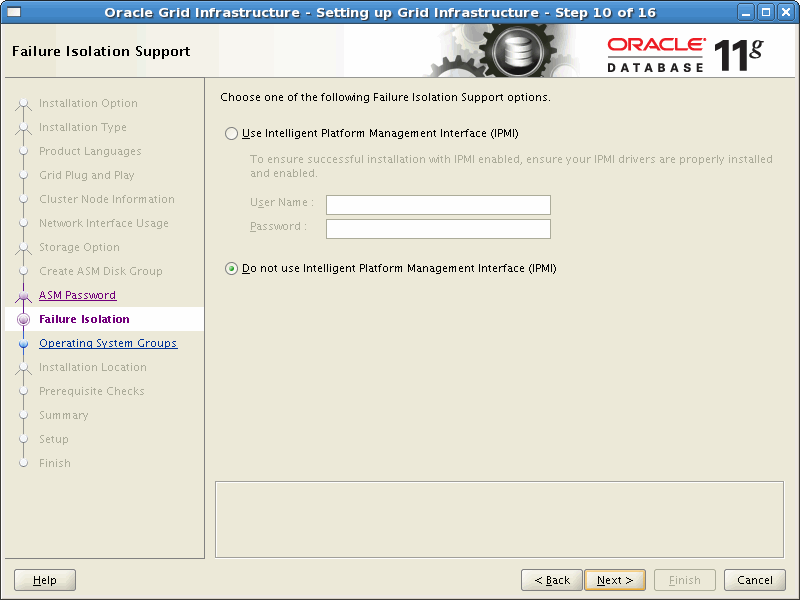 Oracle Grid Infrastructure - Setting up Grid Infrastructure - Step 10 of 16
Failure Isolation Support
ORACLE
DATABASE
11g
Installation Option
Installation Type
Product Languages
Grid Plug and Play
Cluster Node Information
Network Interface Usage
Storage Option
Create ASM Disk Group
ASM Password
Failure Isolation
Operating System Groups
Installation Location
Prerequisite Checks
Summary
Setup
Finish
Choose one of the following Failure Isolation Support options.
Use Intelligent Platform Management Interface (IPMI)
To ensure successful installation with IPMI enabled, ensure your IPMI drivers are properly installed
and enabled.
User Name :
Password :
Do not use Intelligent Platform Management Interface (IPMI)
Help
< Back
Next >
Finish
Cancel